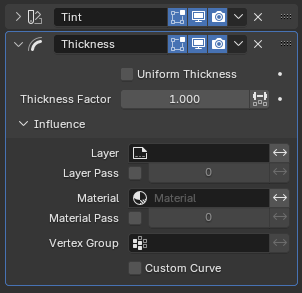 Tint
Thickness
Uniform Thickness
Thickness Factor 1.000
Influence
Layer
Layer Pass 0
Material Material
Material Pass 0
Vertex Group
Custom Curve